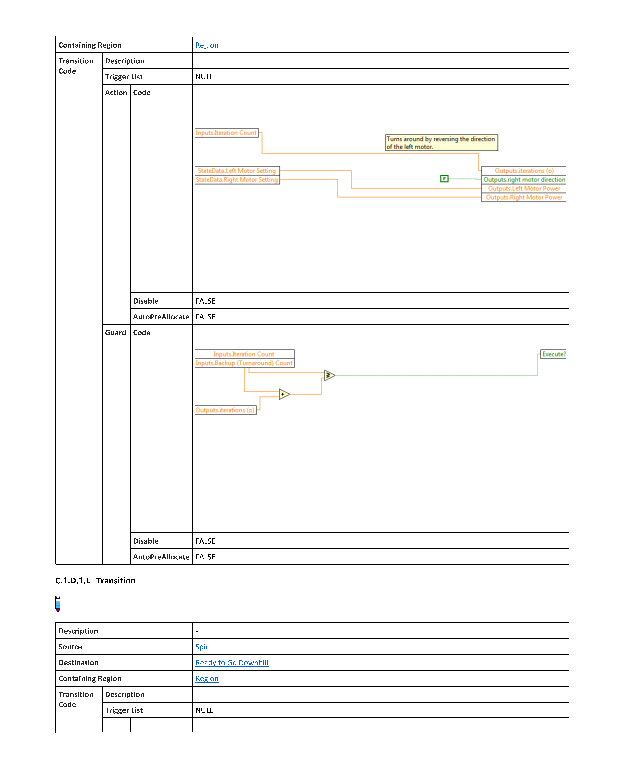 Containing Region Region
Transition Code Description
Trigger List NULL
Action Code
Inputs.Iteration Count
Turns around by reversing the direction
of the left motor.
StateData.Left Motor Setting
StateData.Right Motor Setting
Outputs.iterations (o)
Outputs.right motor direction
Outputs.Left Motor Power
Outputs.Right Motor Power
F
Disable FALSE
AutoPreAllocate FALSE
Guard Code
Inputs.Iteration Count
Inputs.Backup (Turnaround) Count
Execute?
Outputs.iterations (o)
Disable FALSE
AutoPreAllocate FALSE
Transition
Description -
Source Spin
Destination Ready to Go Downhill
Containing Region Region
Transition Code Description
Trigger List NULL